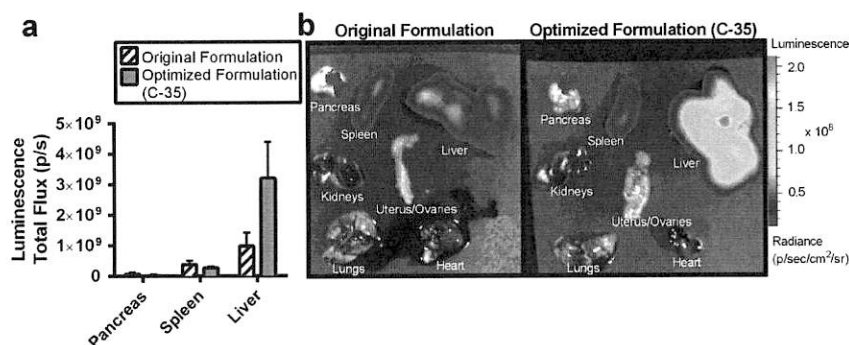 a
Original Formulation
Optimized Formulation
(C-35)
Luminescence
Total Flux (p/s)
5×10⁹
4×10⁹
3×10⁹
2×10⁹
1×10⁹
0
Pancreas
Spleen
Liver
b
Original Formulation
Pancreas
Spleen
Liver
Kidneys
Uterus/Ovaries
Lungs
Heart
Optimized Formulation (C-35)
Pancreas
Spleen
Liver
Kidneys
Uterus/Ovaries
Lungs
Heart
Luminescence
2.0
1.5
1.0
0.5
Radiance
(p/sec/cm²/sr)